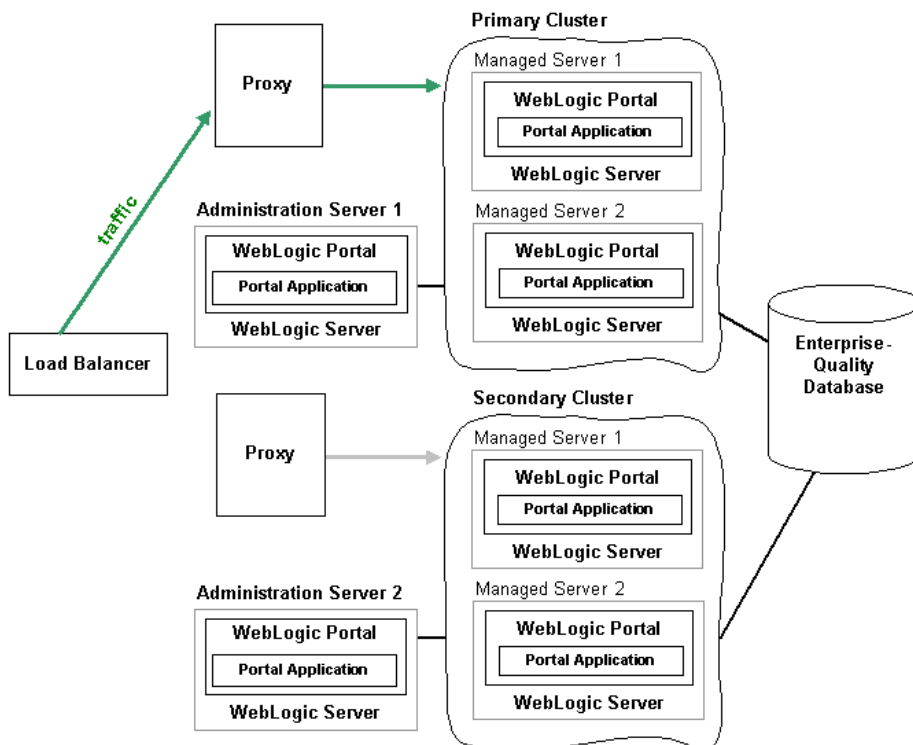 Primary Cluster
Managed Server 1
Proxy
WebLogic Portal
Portal Application
WebLogic Server
traffic
Administration Server 1
WebLogic Portal
Portal Application
WebLogic Server
Managed Server 2
WebLogic Portal
Portal Application
WebLogic Server
Load Balancer
Enterprise-
Quality
Database
Secondary Cluster
Managed Server 1
Proxy
WebLogic Portal
Portal Application
WebLogic Server
Administration Server 2
WebLogic Portal
Portal Application
WebLogic Server
Managed Server 2
WebLogic Portal
Portal Application
WebLogic Server